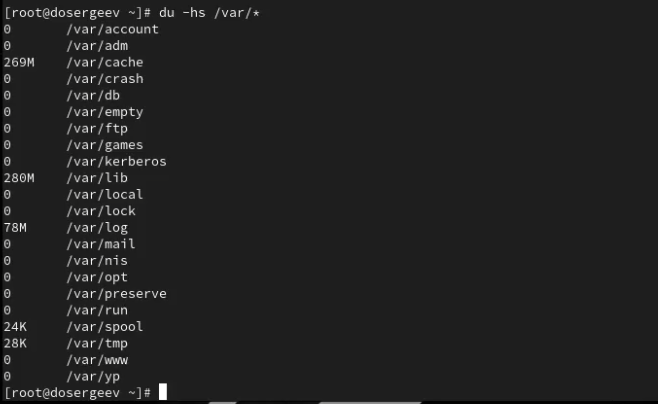 [root@dosergeev ~]# du -hs /var/*
0 /var/account
0 /var/adm
269M /var/cache
0 /var/crash
0 /var/db
0 /var/empty
0 /var/ftp
0 /var/games
0 /var/kerberos
280M /var/lib
0 /var/local
0 /var/lock
78M /var/log
0 /var/mail
0 /var/nis
0 /var/opt
0 /var/preserve
0 /var/run
24K /var/spool
28K /var/tmp
0 /var/www
0 /var/yp
[root@dosergeev ~]#